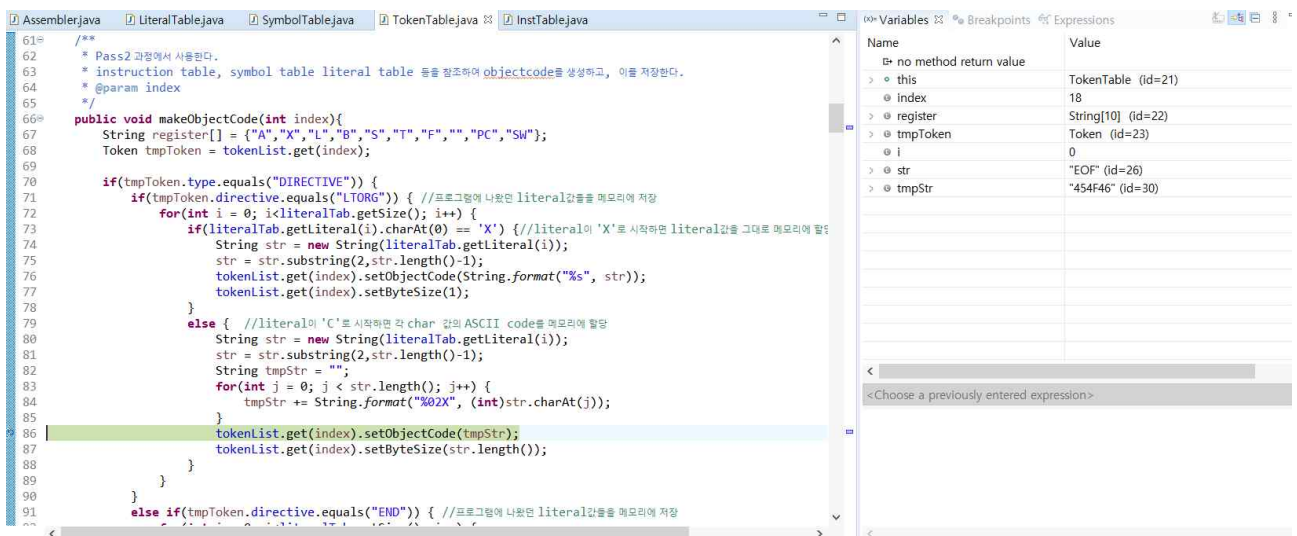 Assembler.java LiteralTable.java SymbolTable.java TokenTable.java InstTable.java
61 /**
62 * Pass2 과정에서 사용한다.
63 * instruction table, symbol table literal table 등을 참조하여 objectcode를 생성하고, 이를 저장한다.
64 * @param index
65 */
66 public void makeObjectCode(int index){
67 String register[] = {"A","X","L","B","S","T","F","","PC","SW"};
68 Token tmpToken = tokenList.get(index);
69
70 if(tmpToken.type.equals("DIRECTIVE")) {
71 if(tmpToken.directive.equals("LTORG")) { //프로그램에 나왔던 literal값들을 메모리에 저장
72 for(int i = 0; i<literalTab.getSize(); i++) {
73 if(literalTab.getLiteral(i).charAt(0) == 'X') {//literal이 'X'로 시작하면 literal값을 그대로 메모리에 할당
74 String str = new String(literalTab.getLiteral(i));
75 str = str.substring(2,str.length()-1);
76 tokenList.get(index).setObjectCode(String.format("%s", str));
77 tokenList.get(index).setByteSize(1);
78 }
79 else { //literal이 'C'로 시작하면 각 char 값의 ASCII code를 메모리에 할당
80 String str = new String(literalTab.getLiteral(i));
81 str = str.substring(2,str.length()-1);
82 String tmpStr = "";
83 for(int j = 0; j < str.length(); j++) {
84 tmpStr += String.format("%02X", (int)str.charAt(j));
85 }
86 tokenList.get(index).setObjectCode(tmpStr);
87 tokenList.get(index).setByteSize(str.length());
88 }
89 }
90 }
91 else if(tmpToken.directive.equals("END")) { //프로그램에 나왔던 literal값들을 메모리에 저장
Variables Breakpoints Expressions
Name Value
no method return value
this TokenTable (id=21)
index 18
register String[10] (id=22)
tmpToken Token (id=23)
i 0
str "EOF" (id=26)
tmpStr "454F46" (id=30)
<Choose a previously entered expression>